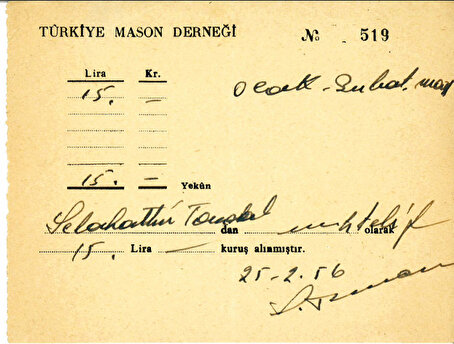 TÜRKİYE MASON DERNEĞİ № 519
Lira Kr.
15. — Ocak - Şubat. mart
15. — Yekûn
Selahattin dan muhtelif olarak
15. Lira — kuruş alınmıştır.
25-2.56